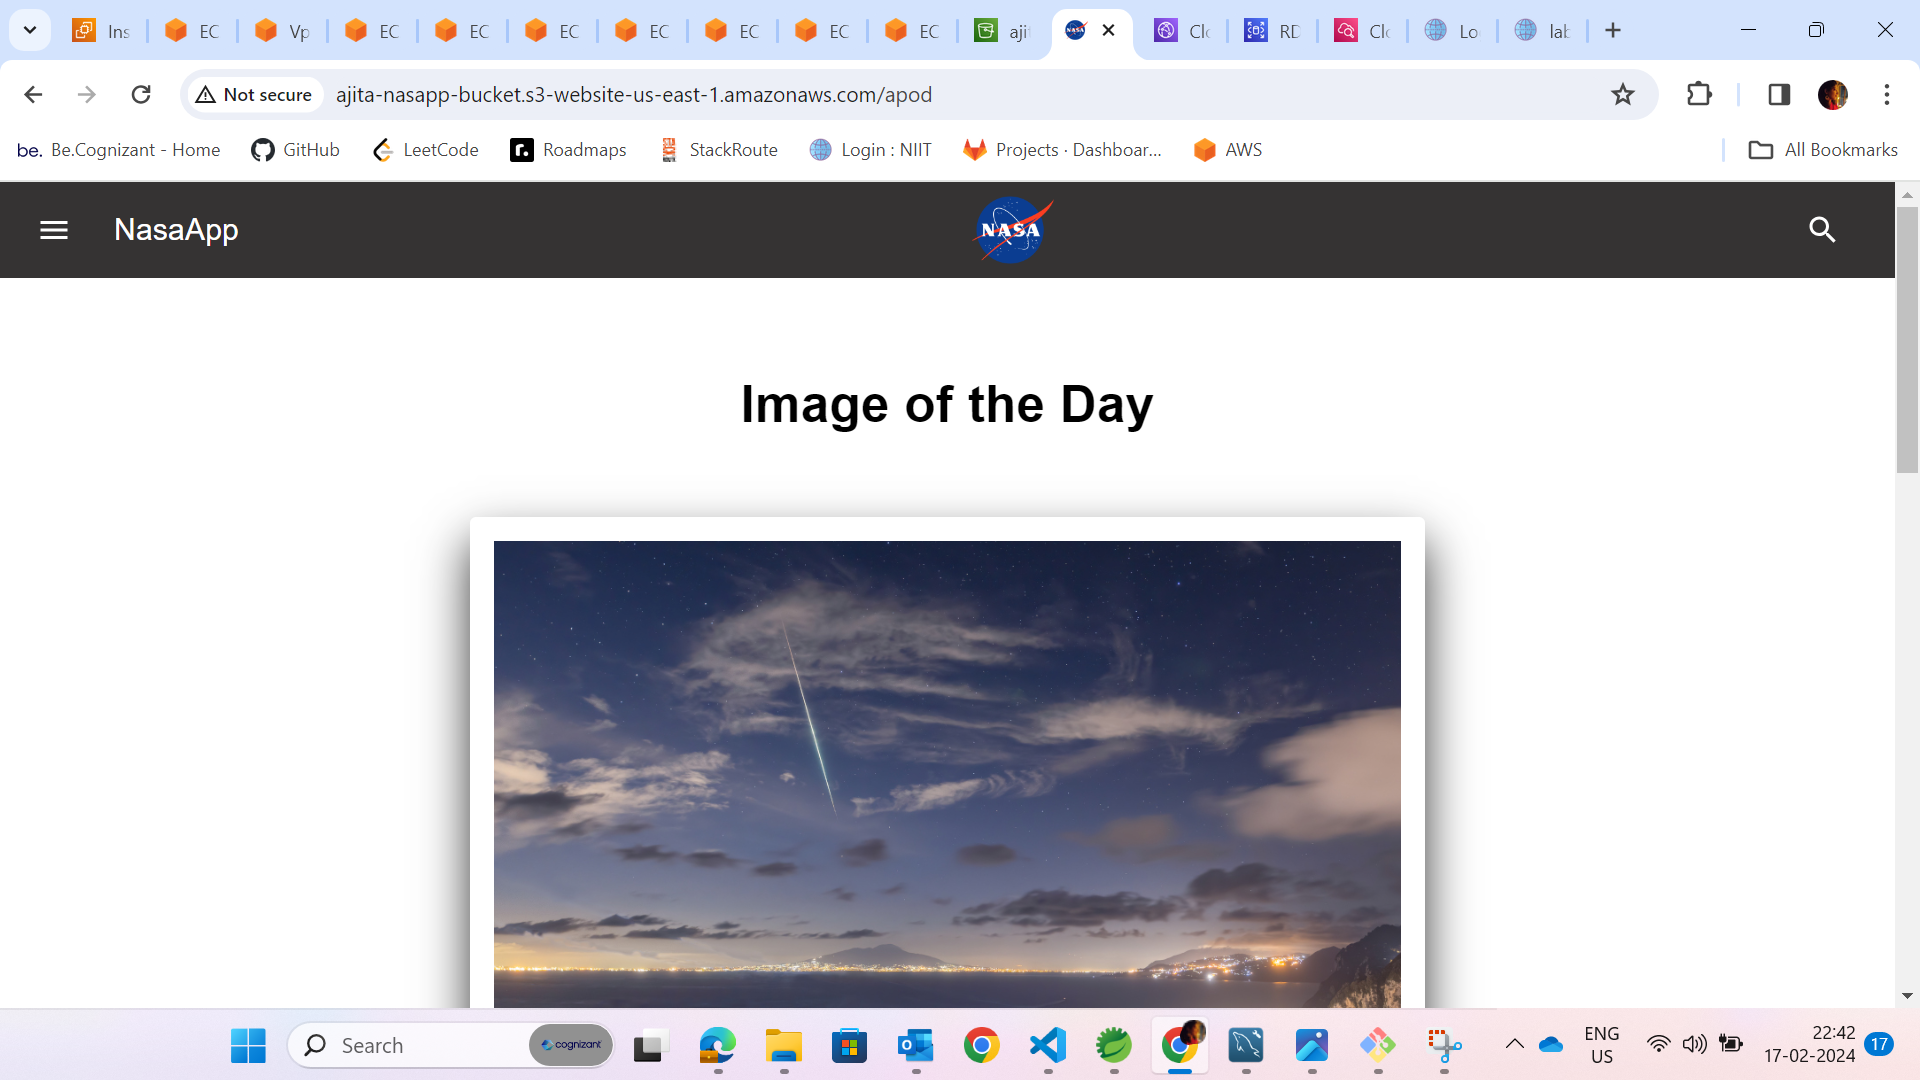 Ins
EC
Vp
EC
EC
EC
EC
EC
EC
EC
aji
Clo
RD
Clo
Lo
lab
Not secure
ajita-nasapp-bucket.s3-website-us-east-1.amazonaws.com/apod
be. Be.Cognizant - Home
GitHub
LeetCode
Roadmaps
StackRoute
Login : NIIT
Projects · Dashboar...
AWS
All Bookmarks
NasaApp
NASA
Image of the Day
Search
cognizant
ENG
US
22:42
17-02-2024
17